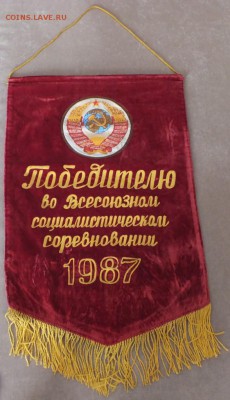 COINS.LAVE.RU
Победителю
во Всесоюзном
социалистическом
соревновании
1987